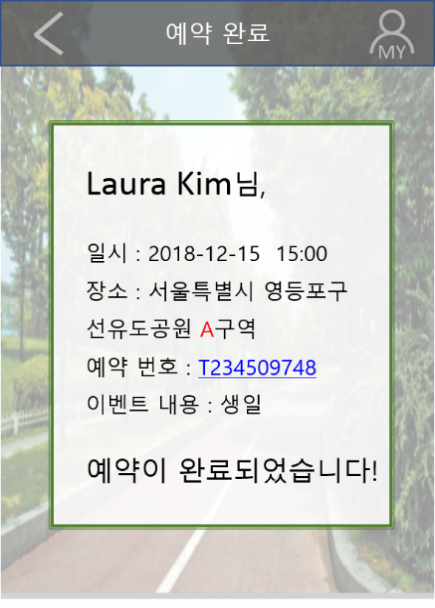 예약 완료
MY
Laura Kim님,
일시 : 2018-12-15 15:00
장소 : 서울특별시 영등포구
선유도공원 A구역
예약 번호 : T234509748
이벤트 내용 : 생일
예약이 완료되었습니다!